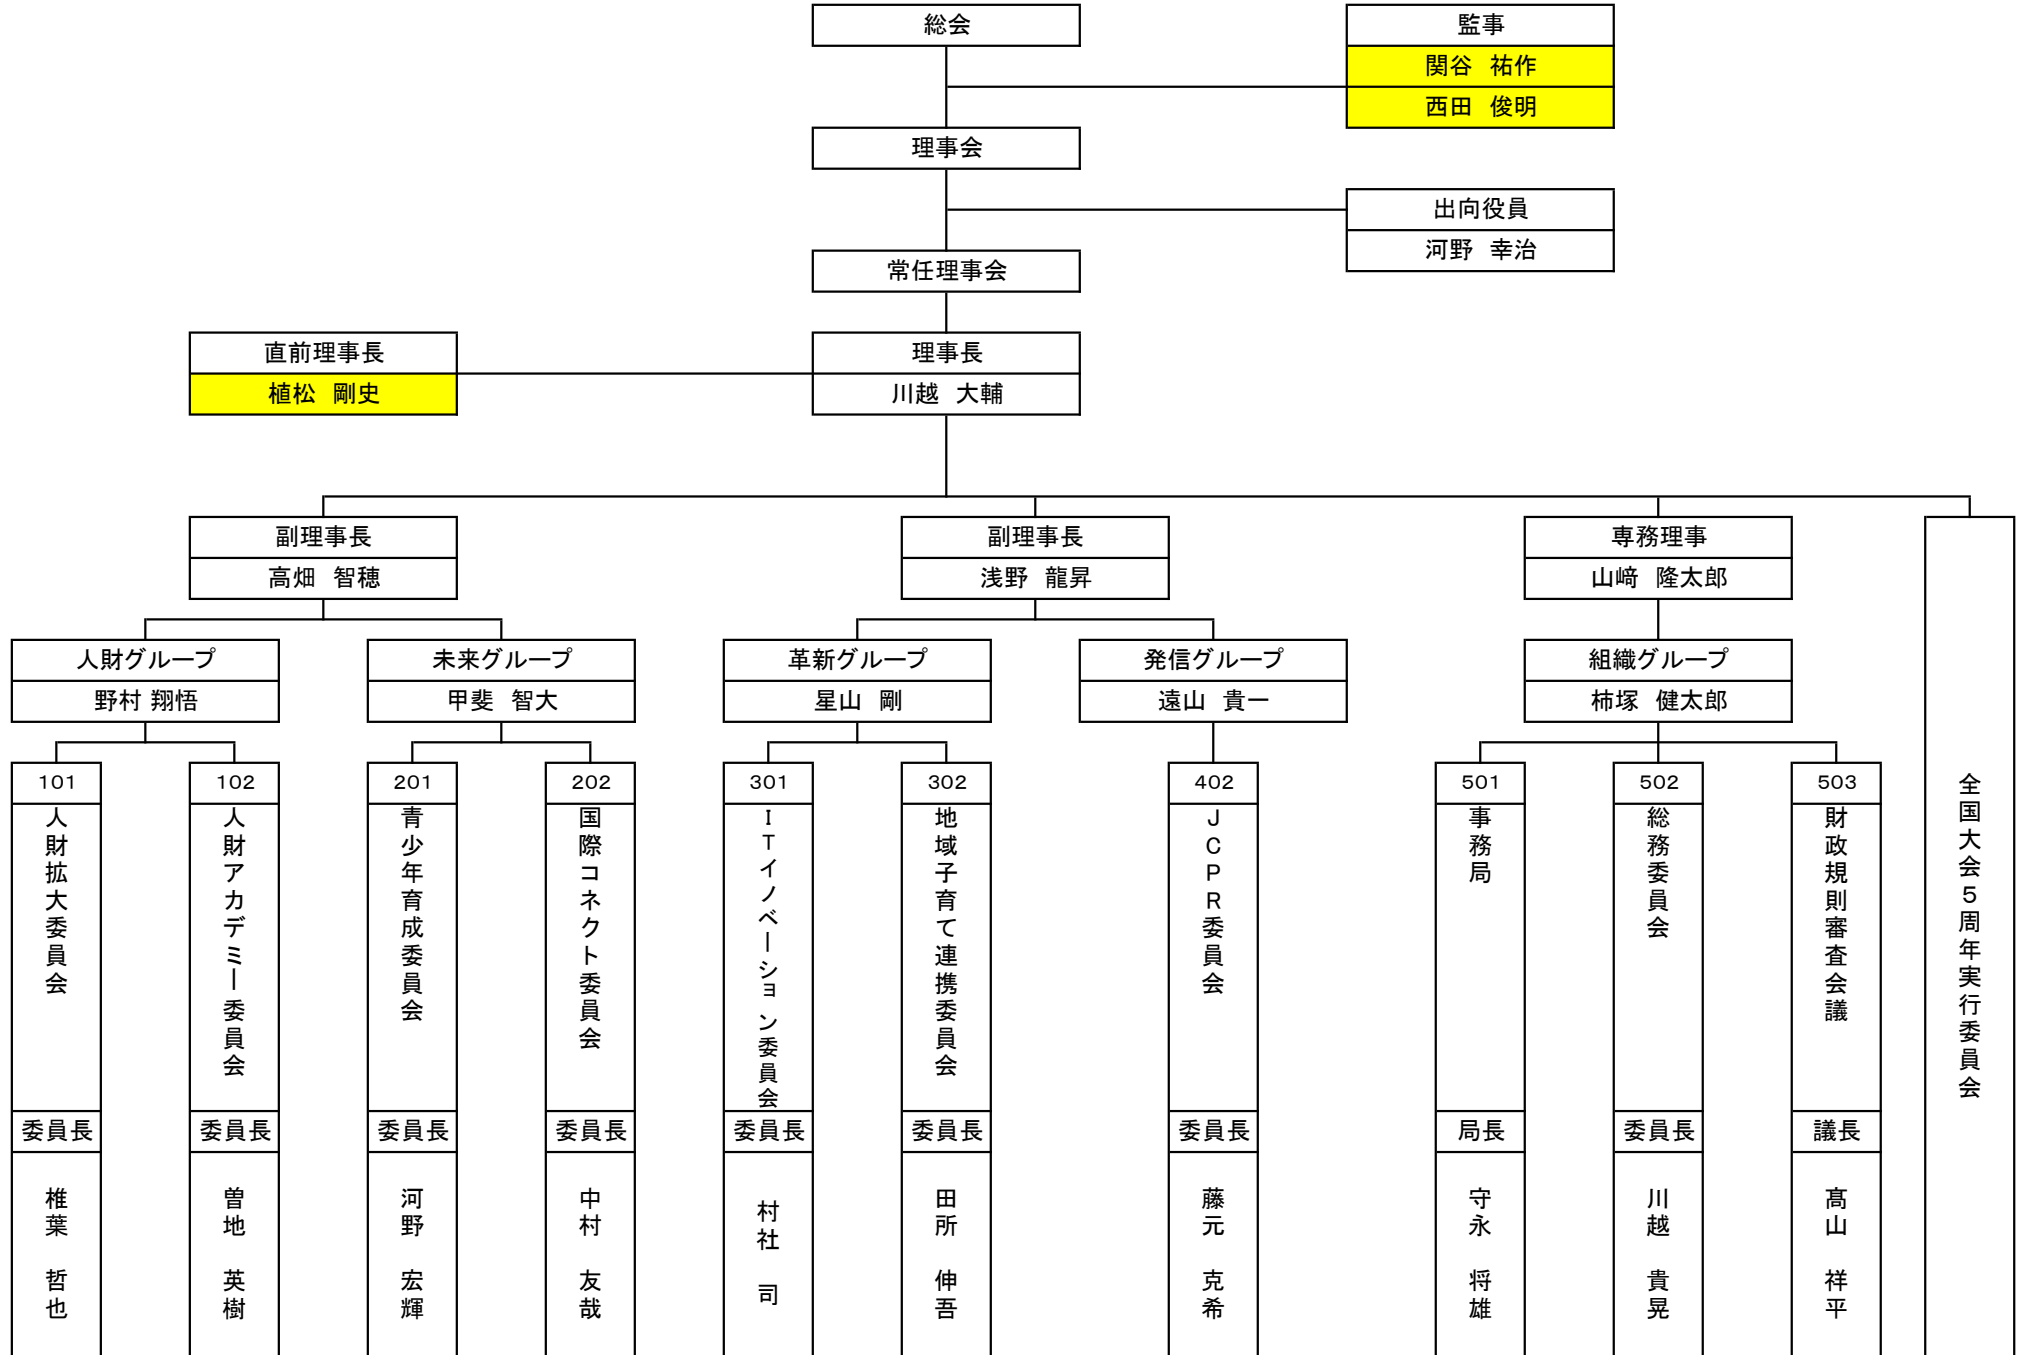 総会
監事
関谷　祐作
西田　俊明
理事会
出向役員
河野　幸治
常任理事会
直前理事長
植松　剛史
理事長
川越　大輔
副理事長
高畑　智穂
副理事長
浅野　龍昇
専務理事
山﨑　隆太郎
人財グループ
野村 翔悟
未来グループ
甲斐　智大
革新グループ
星山　剛
発信グループ
遠山　貴一
組織グループ
柿塚　健太郎
101
人財拡大委員会
委員長
椎葉　哲也
102
人財アカデミー委員会
委員長
曽地　英樹
201
青少年育成委員会
委員長
河野　宏輝
202
国際コネクト委員会
委員長
中村　友哉
301
ITイノベーション委員会
委員長
村社　司
302
地域子育て連携委員会
委員長
田所　伸吾
402
JCPR委員会
委員長
藤元　克希
501
事務局
局長
守永　将雄
502
総務委員会
委員長
川越　貴晃
503
財政規則審査会議
議長
髙山　祥平
全国大会５周年実行委員会